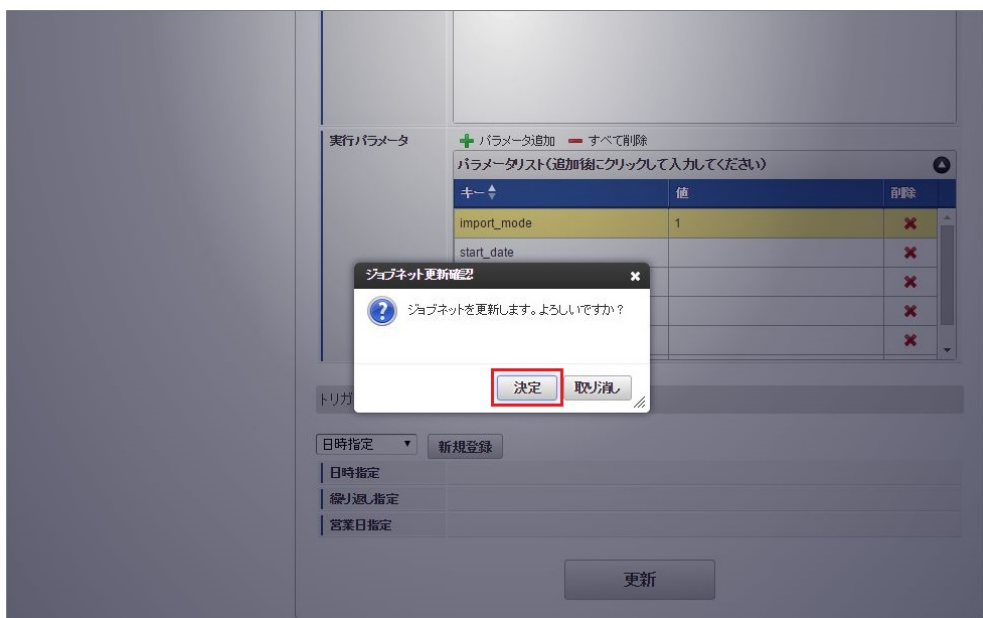 実行パラメータ
パラメータ追加 すべて削除
パラメータリスト(追加後にクリックして入力してください)
キー 値 削除
import_mode 1
start_date
ジョブネット更新確認
ジョブネットを更新します。よろしいですか?
決定 取り消し
トリガ
日時指定 新規登録
日時指定
繰り返し指定
営業日指定
更新